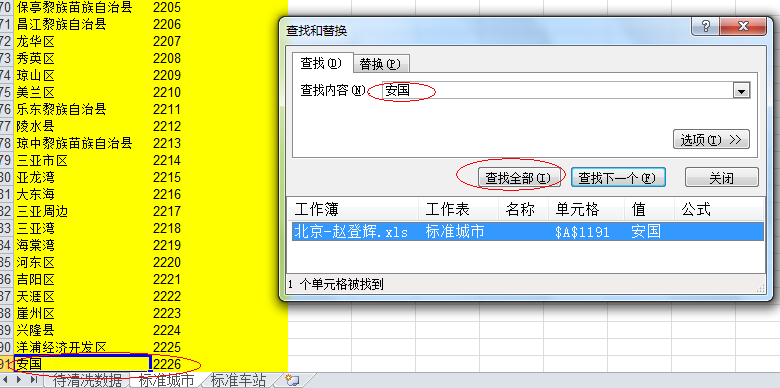 70 保亭黎族苗族自治县 2205
71 昌江黎族自治县 2206
72 龙华区 2207
73 秀英区 2208
74 琼山区 2209
75 美兰区 2210
76 乐东黎族自治县 2211
77 陵水县 2212
78 琼中黎族苗族自治县 2213
79 三亚市区 2214
80 亚龙湾 2215
81 大东海 2216
82 三亚周边 2217
83 三亚湾 2218
84 海棠湾 2219
85 河东区 2220
86 吉阳区 2221
87 天涯区 2222
88 崖州区 2223
89 兴隆县 2224
90 洋浦经济开发区 2225
91 安国 2226
待清洗数据 标准城市 标准车站
查找和替换
查找(D) 替换(P)
查找内容(N) 安国
选项(T) >>
查找全部(I) 查找下一个(F) 关闭
工作簿 工作表 名称 单元格 值 公式
北京-赵登辉.xls 标准城市 $A$1191 安国
1 个单元格被找到